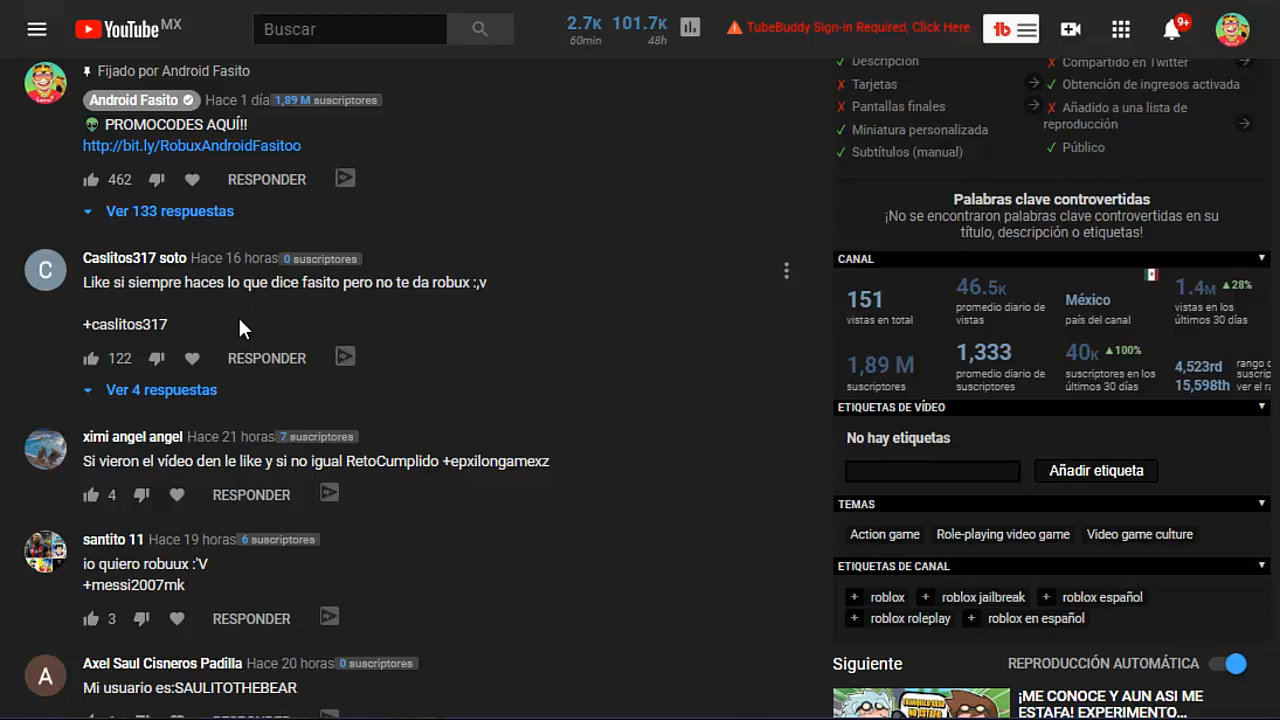 YouTube MX
Buscar
2.7K 60min
101.7K 48h
TubeBuddy Sign-in Required, Click Here
tb
9+
Fijado por Android Fasito
Android Fasito Hace 1 día 1,89 M suscriptores
PROMOCODES AQUÍ!!
http://bit.ly/RobuxAndroidFasitoo
462 RESPONDER
Ver 133 respuestas
C
Caslitos317 soto Hace 16 horas 0 suscriptores
Like si siempre haces lo que dice fasito pero no te da robux :,v
+caslitos317
122 RESPONDER
Ver 4 respuestas
ximi angel angel Hace 21 horas 7 suscriptores
Si vieron el vídeo den le like y si no igual RetoCumplido +epxilongamexz
4 RESPONDER
santito 11 Hace 19 horas 6 suscriptores
io quiero robuux :'V
+messi2007mk
3 RESPONDER
A
Axel Saul Cisneros Padilla Hace 20 horas 0 suscriptores
Mi usuario es:SAULITOTHEBEAR
Descripción
Tarjetas
Pantallas finales
Miniatura personalizada
Subtítulos (manual)
Compartido en Twitter
Obtención de ingresos activada
Añadido a una lista de
reproducción
Público
Palabras clave controvertidas
¡No se encontraron palabras clave controvertidas en su
título, descripción o etiquetas!
CANAL
151
vistas en total
46.5K
promedio diario de
vistas
México
país del canal
1.4M ▲28%
vistas en los
últimos 30 días
1,89 M
suscriptores
1,333
promedio diario de
suscriptores
40K ▲100%
suscriptores en los
últimos 30 días
4,523rd
15,598th
rango d
suscrip
ver el ra
ETIQUETAS DE VÍDEO
No hay etiquetas
Añadir etiqueta
TEMAS
Action game Role-playing video game Video game culture
ETIQUETAS DE CANAL
+ roblox + roblox jailbreak + roblox español
+ roblox roleplay + roblox en español
Siguiente REPRODUCCIÓN AUTOMÁTICA
¡ME CONOCE Y AUN ASI ME
ESTAFA! EXPERIMENTO...